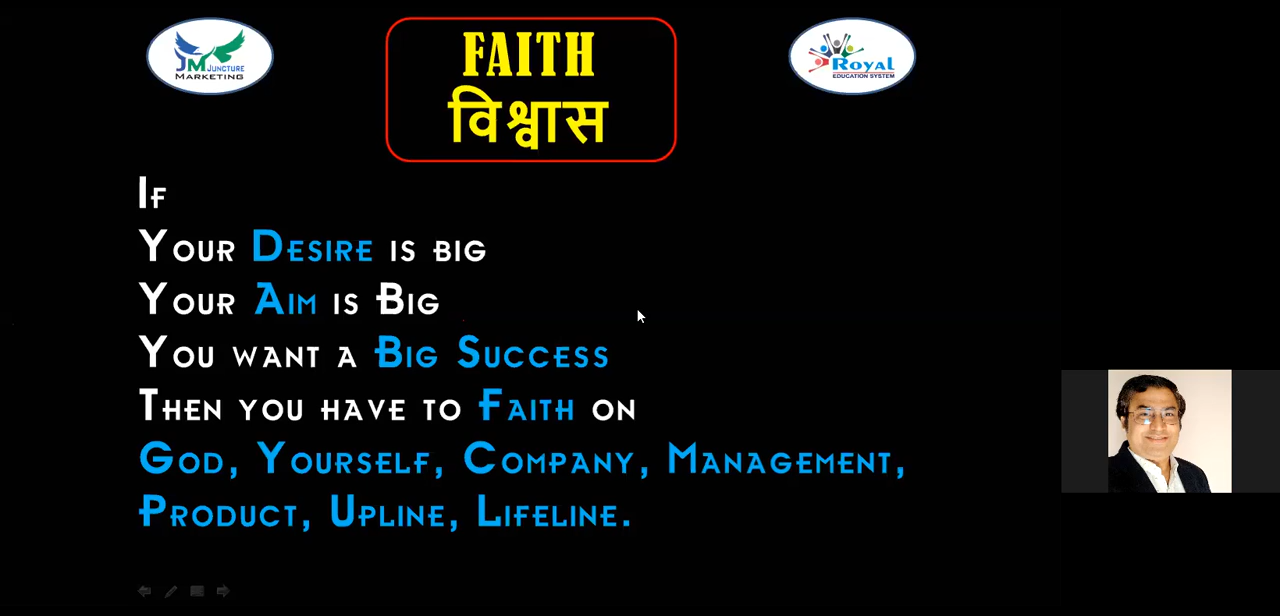 JM JUNCTURE
MARKETING
FAITH
विश्वास
Royal
EDUCATION SYSTEM
IF
YOUR DESIRE IS BIG
YOUR AIM IS BIG
YOU WANT A BIG SUCCESS
THEN YOU HAVE TO FAITH ON
GOD, YOURSELF, COMPANY, MANAGEMENT,
PRODUCT, UPLINE, LIFELINE.